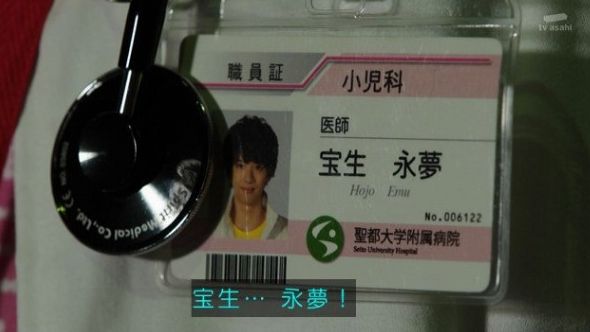 tv asahi
職員証
小児科
医師
宝生 永夢
Hojo Emu
No.006122
聖都大学附属病院
Seito University Hospital
Spirit Medical Co., Ltd.
宝生… 永夢！